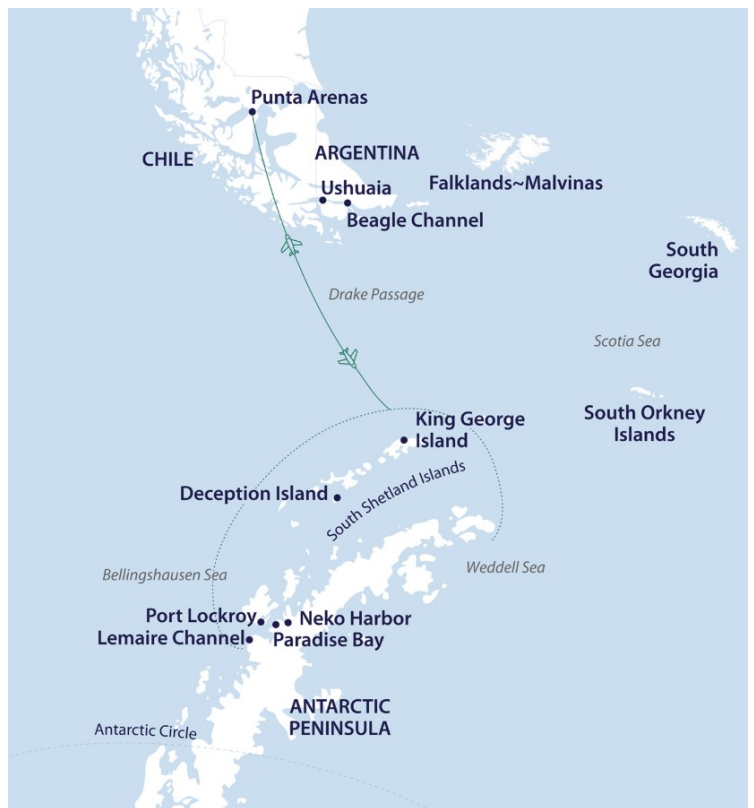 Punta Arenas
CHILE
ARGENTINA
Falklands~Malvinas
Ushuaia
Beagle Channel
South
Georgia
Drake Passage
Scotia Sea
King George
Island
South Orkney
Islands
Deception Island
South Shetland Islands
Bellingshausen Sea
Weddell Sea
Port Lockroy
Neko Harbor
Lemaire Channel
Paradise Bay
ANTARCTIC
PENINSULA
Antarctic Circle